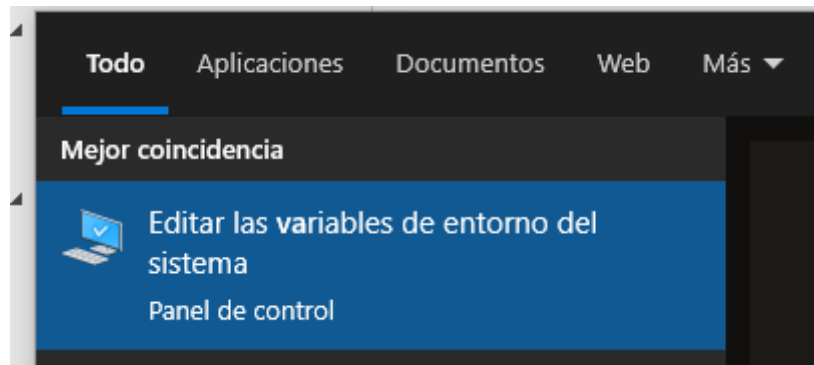 Todo Aplicaciones Documentos Web Más
Mejor coincidencia
Editar las variables de entorno del
sistema
Panel de control